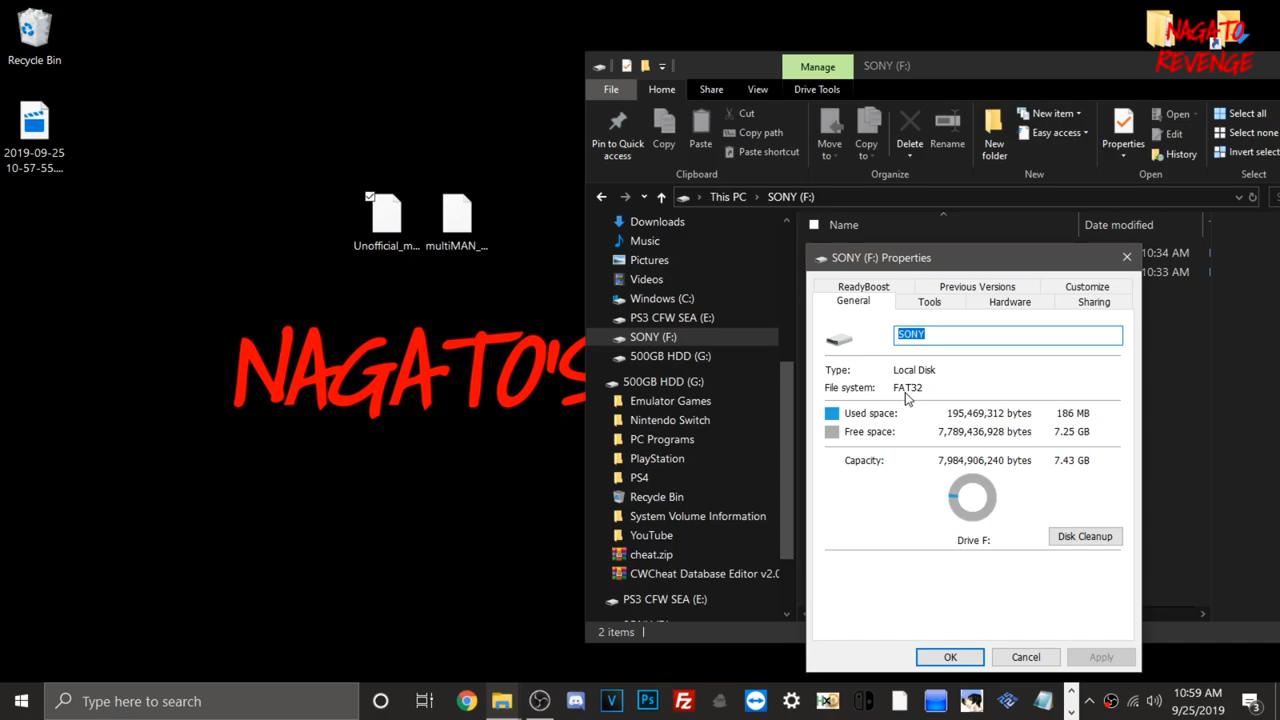 Recycle Bin
2019-09-25
10-57-55....
Unofficial_m...
multiMAN_...
NAGATO'S
NAGATO,
REVENGE
Manage
SONY (F:)
File
Home
Share
View
Drive Tools
Pin to Quick
access
Copy
Paste
Cut
Copy path
Paste shortcut
Clipboard
Move
to
Copy
to
Delete
Rename
Organize
New
folder
New item
Easy access
New
Properties
Open
Edit
History
Open
Select all
Select none
Invert select
Select
This PC > SONY (F:)
Downloads
Music
Pictures
Videos
Windows (C:)
PS3 CFW SEA (E:)
SONY (F:)
500GB HDD (G:)
500GB HDD (G:)
Emulator Games
Nintendo Switch
PC Programs
PlayStation
PS4
Recycle Bin
System Volume Information
YouTube
cheat.zip
CWCheat Database Editor v2.0
PS3 CFW SEA (E:)
2 items
Name
Date modified
10:34 AM
10:33 AM
SONY (F:) Properties
ReadyBoost
Previous Versions
Customize
General
Tools
Hardware
Sharing
SONY
Type: Local Disk
File system: FAT32
Used space: 195,469,312 bytes 186 MB
Free space: 7,789,436,928 bytes 7.25 GB
Capacity: 7,984,906,240 bytes 7.43 GB
Drive F:
Disk Cleanup
OK
Cancel
Apply
Type here to search
10:59 AM
9/25/2019
3